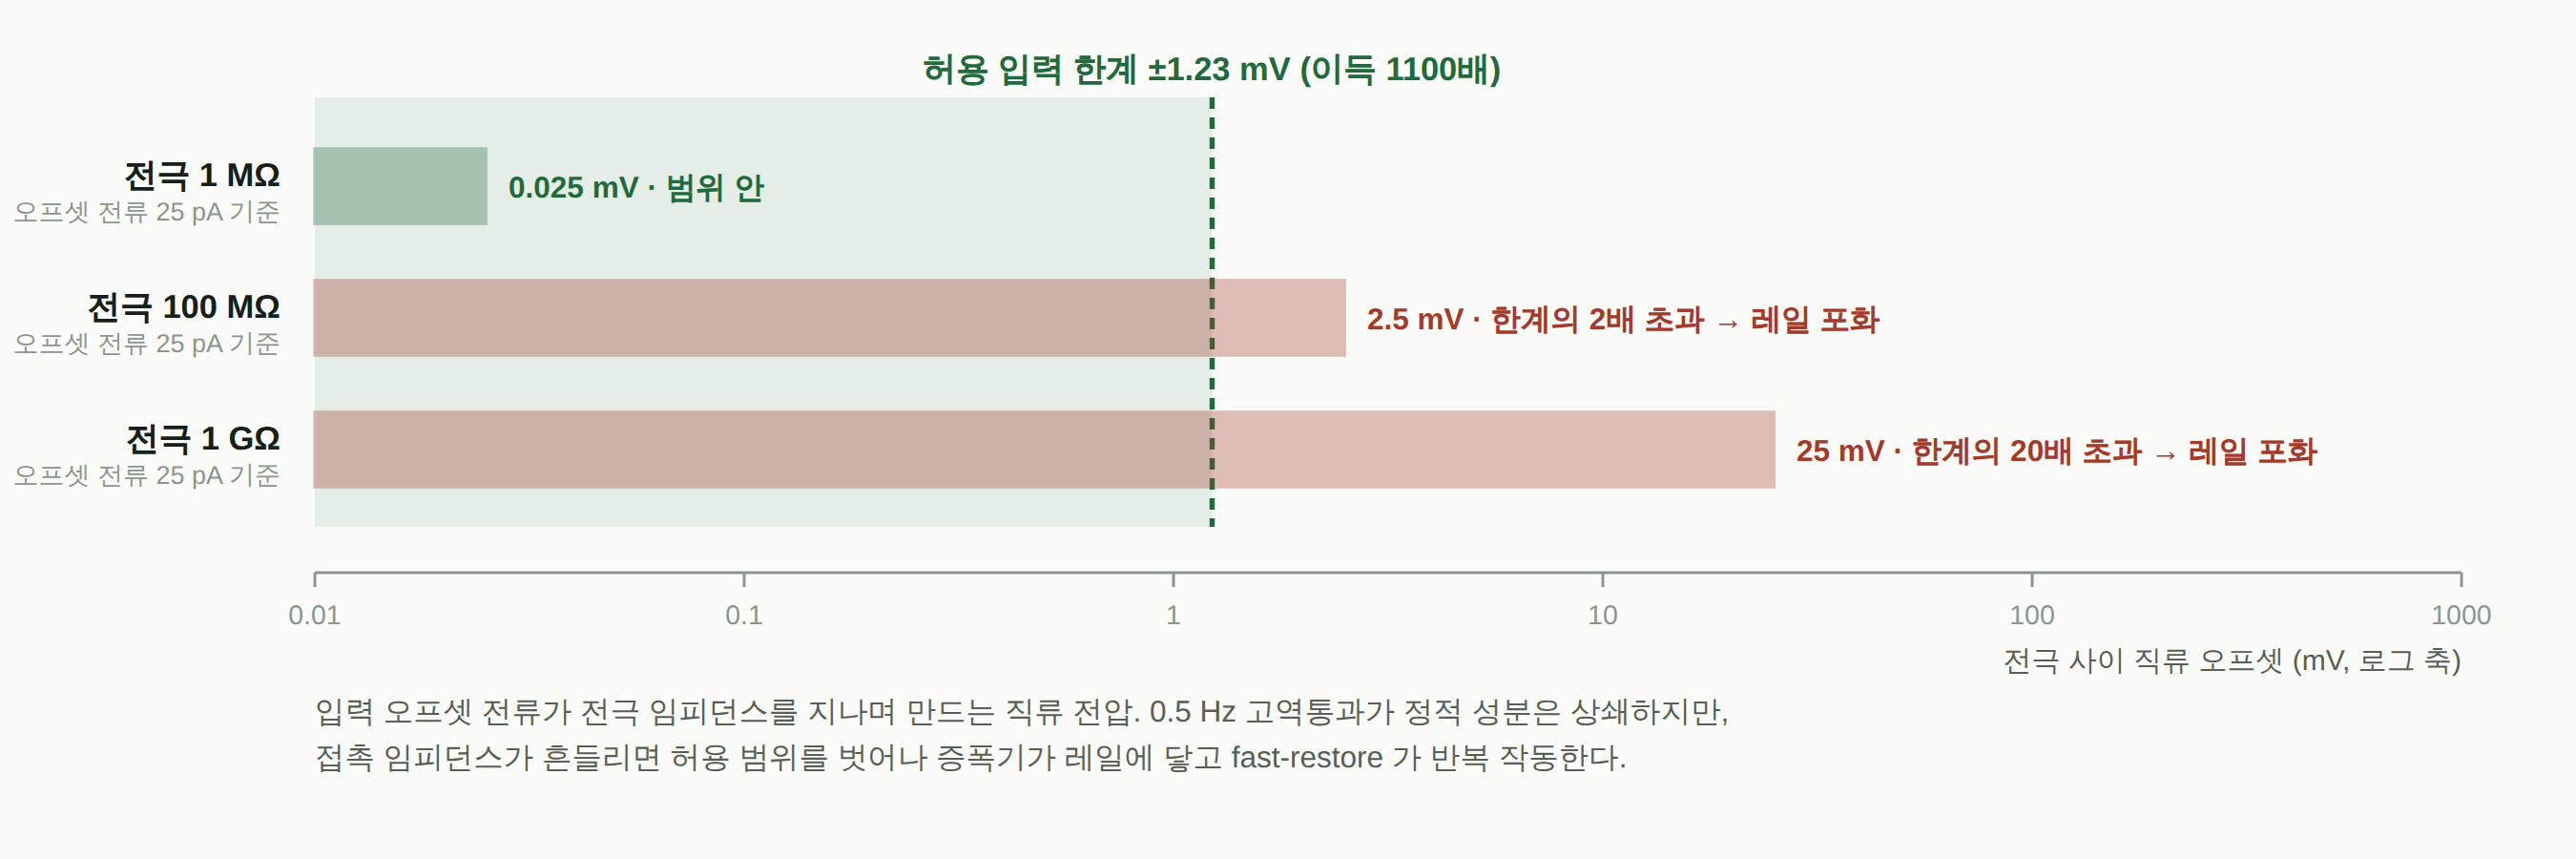 허용 입력 한계 ±1.23 mV (이득 1100배)
전극 1 MΩ
오프셋 전류 25 pA 기준
0.025 mV · 범위 안
전극 100 MΩ
오프셋 전류 25 pA 기준
2.5 mV · 한계의 2배 초과 → 레일 포화
전극 1 GΩ
오프셋 전류 25 pA 기준
25 mV · 한계의 20배 초과 → 레일 포화
0.01 0.1 1 10 100 1000
전극 사이 직류 오프셋 (mV, 로그 축)
입력 오프셋 전류가 전극 임피던스를 지나며 만드는 직류 전압. 0.5 Hz 고역통과가 정적 성분은 상쇄하지만,
접촉 임피던스가 흔들리면 허용 범위를 벗어나 증폭기가 레일에 닿고 fast-restore 가 반복 작동한다.